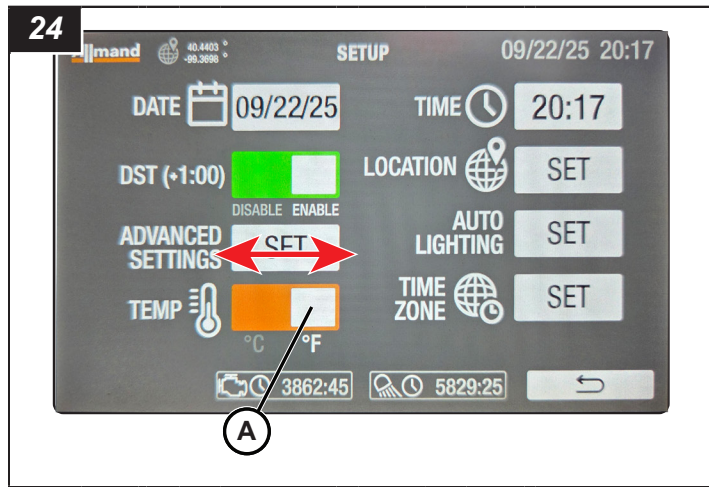 24
Allmand 40.4403° -99.3698° SETUP 09/22/25 20:17
DATE 09/22/25 TIME 20:17
DST (+1:00) LOCATION SET
DISABLE ENABLE
ADVANCED SETTINGS SET AUTO LIGHTING SET
TEMP TIME ZONE SET
°C °F
3862:45 5829:25
A